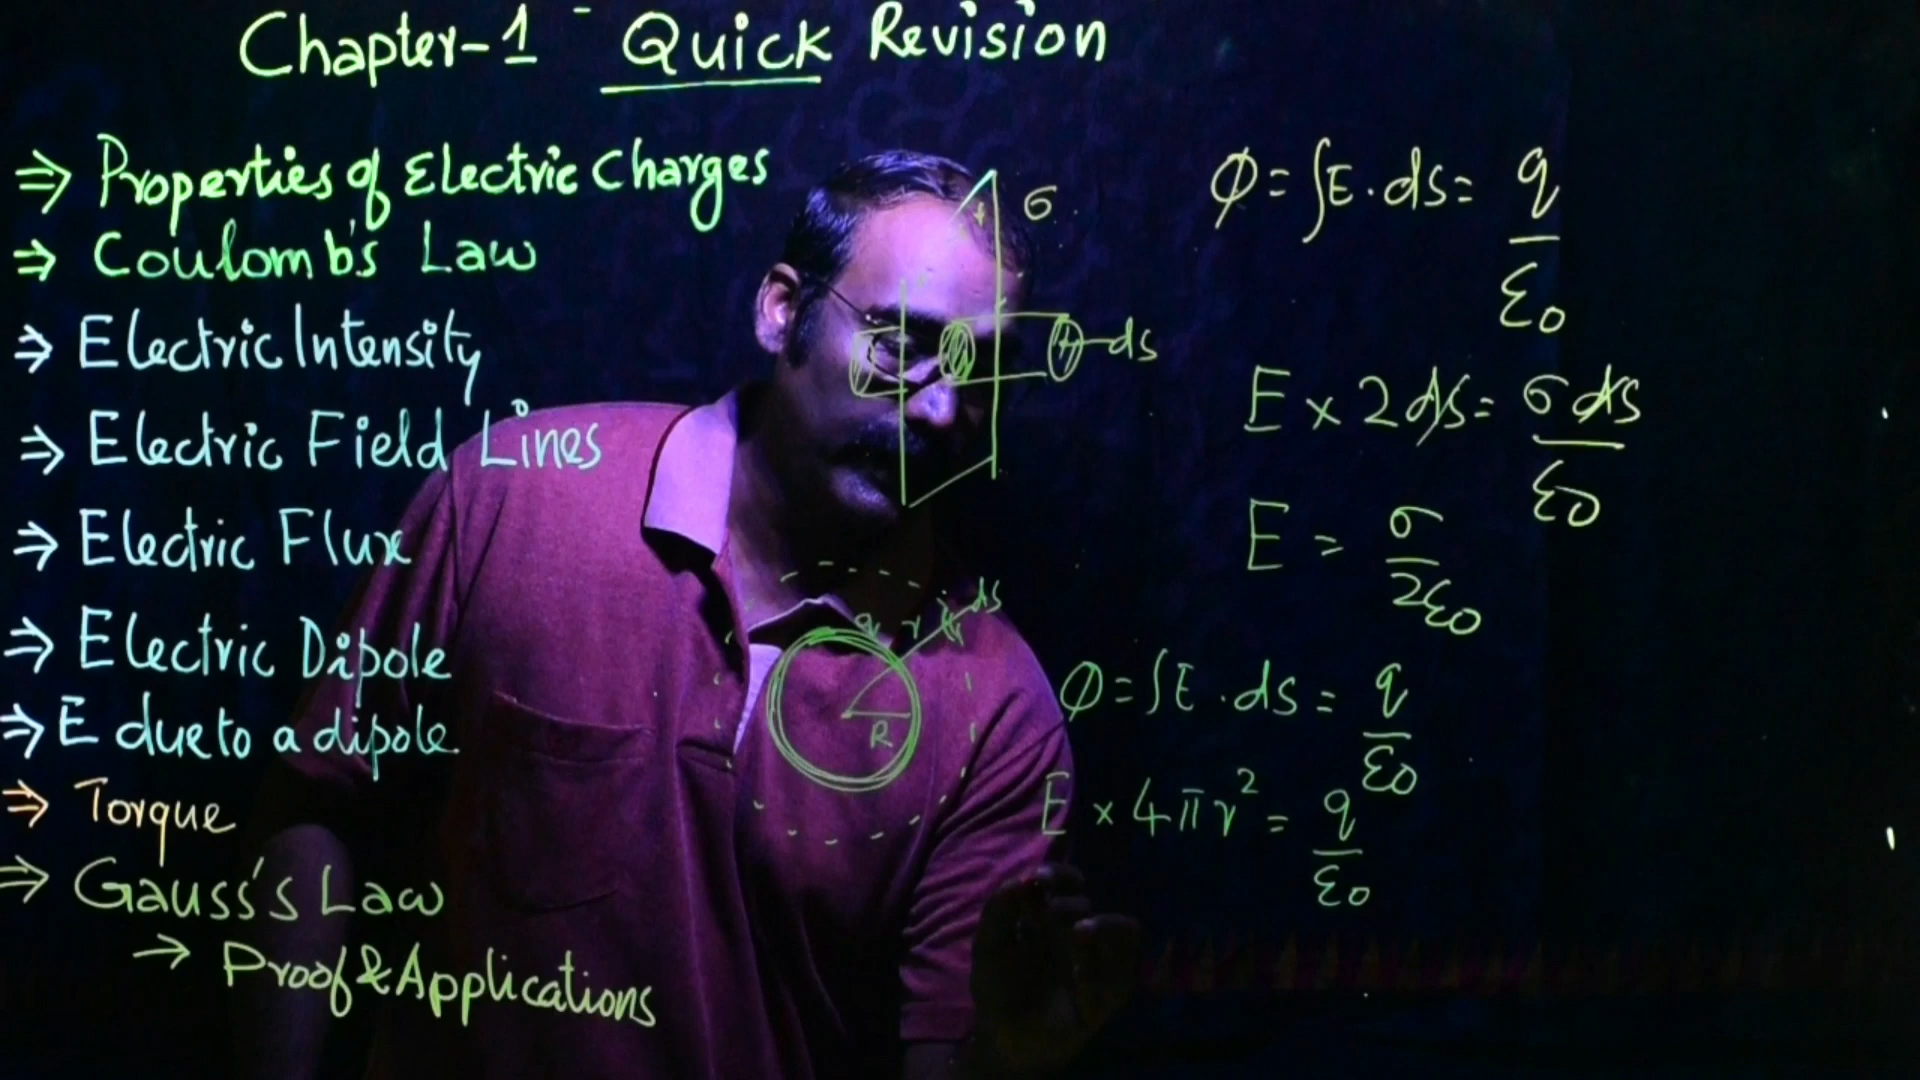 Chapter-1 - Quick Revision
⇒ Properties of Electric Charges
⇒ Coulomb's Law
⇒ Electric Intensity
⇒ Electric Field Lines
⇒ Electric Flux
⇒ Electric Dipole
⇒ E due to a dipole
⇒ Torque
⇒ Gauss's Law
→ Proof & Applications
+ σ
+ ds
q r ds
R
φ = ∫E . ds = q/ε0
E × 2ds = σ ds/ε0
E = σ/2ε0
φ = ∫E . ds = q/ε0
E × 4πr² = q/ε0